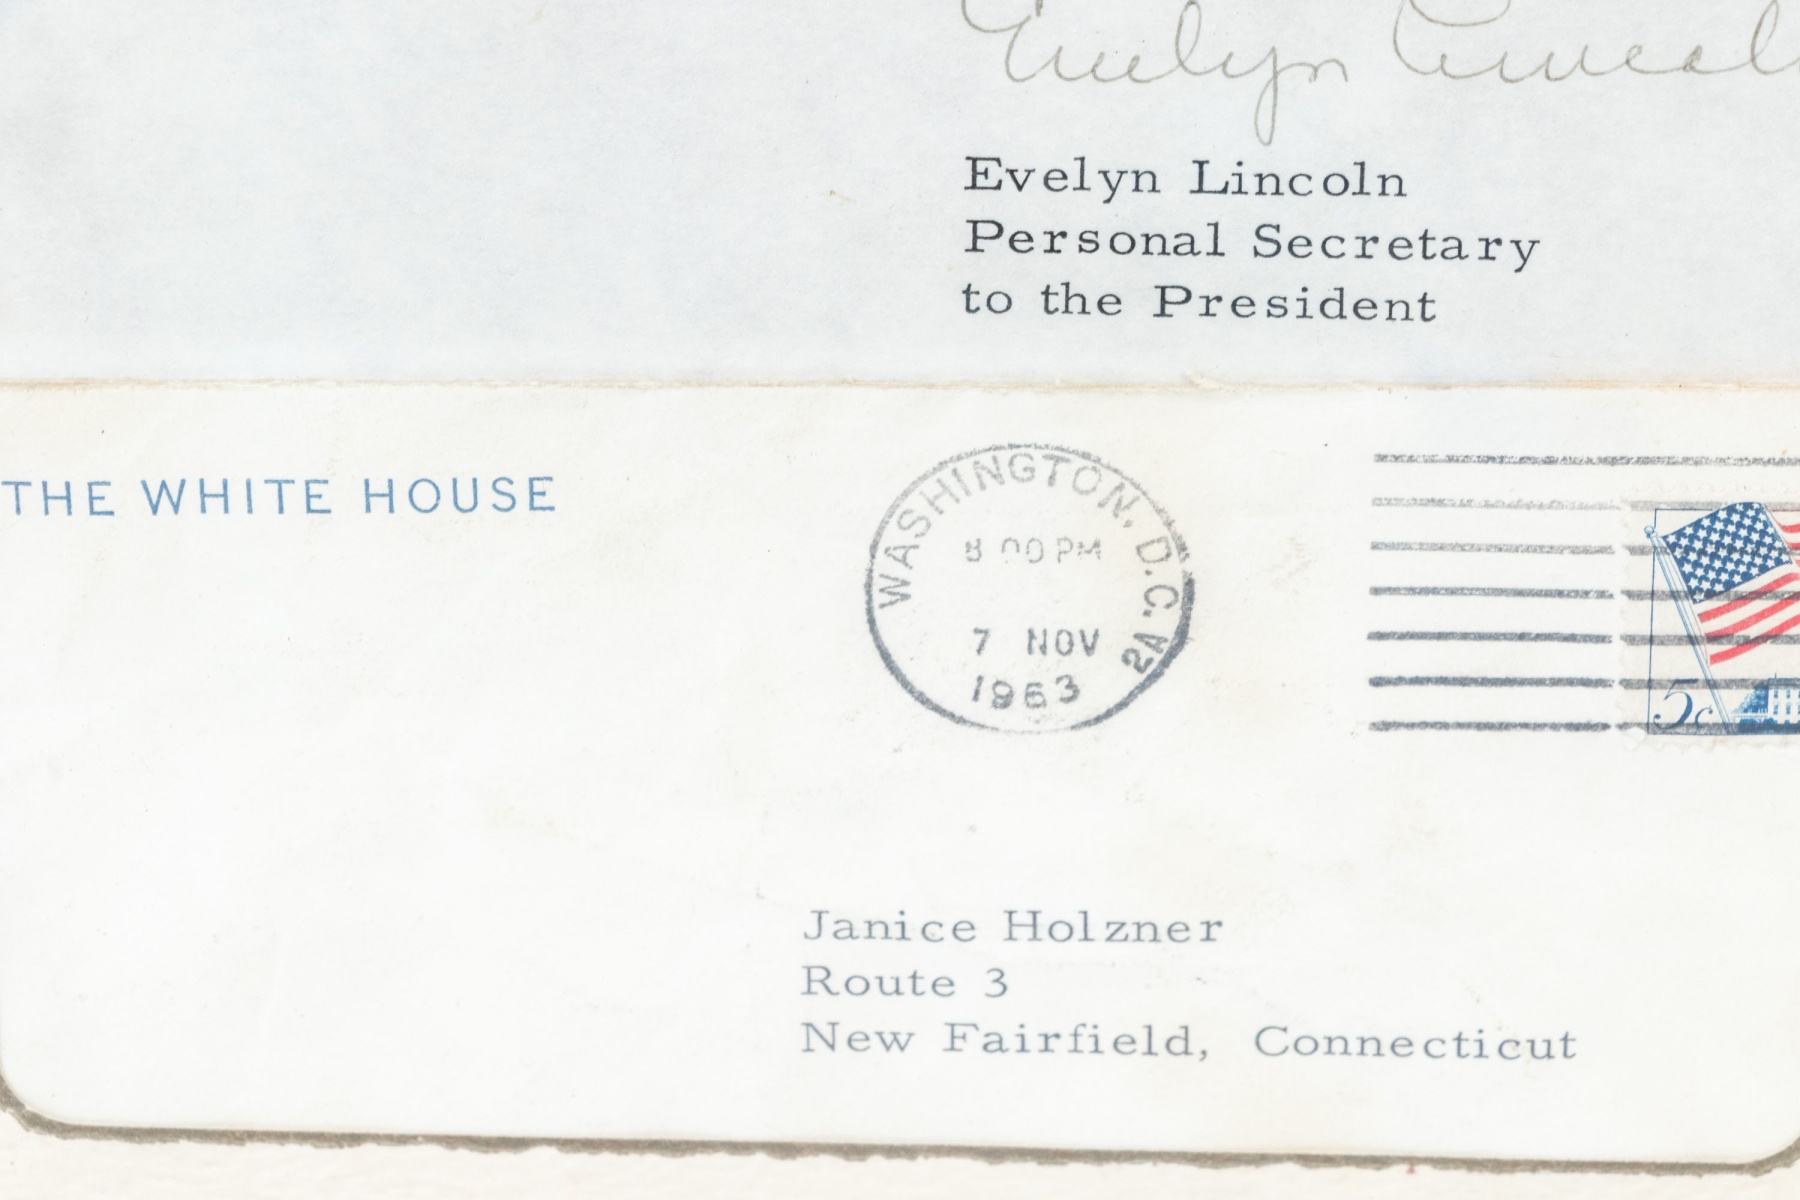 Evelyn Lincoln
Evelyn Lincoln
Personal Secretary
to the President
THE WHITE HOUSE
WASHINGTON, D.C. 2A
8 00 PM
7 NOV
1963
5c
Janice Holzner
Route 3
New Fairfield, Connecticut